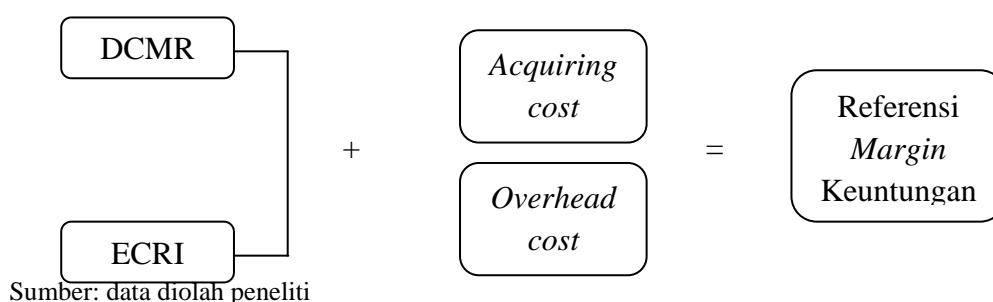 DCMR
Acquiring
cost
+
=
Referensi
Margin
Keuntungan
Overhead
cost
ECRI
Sumber: data diolah peneliti